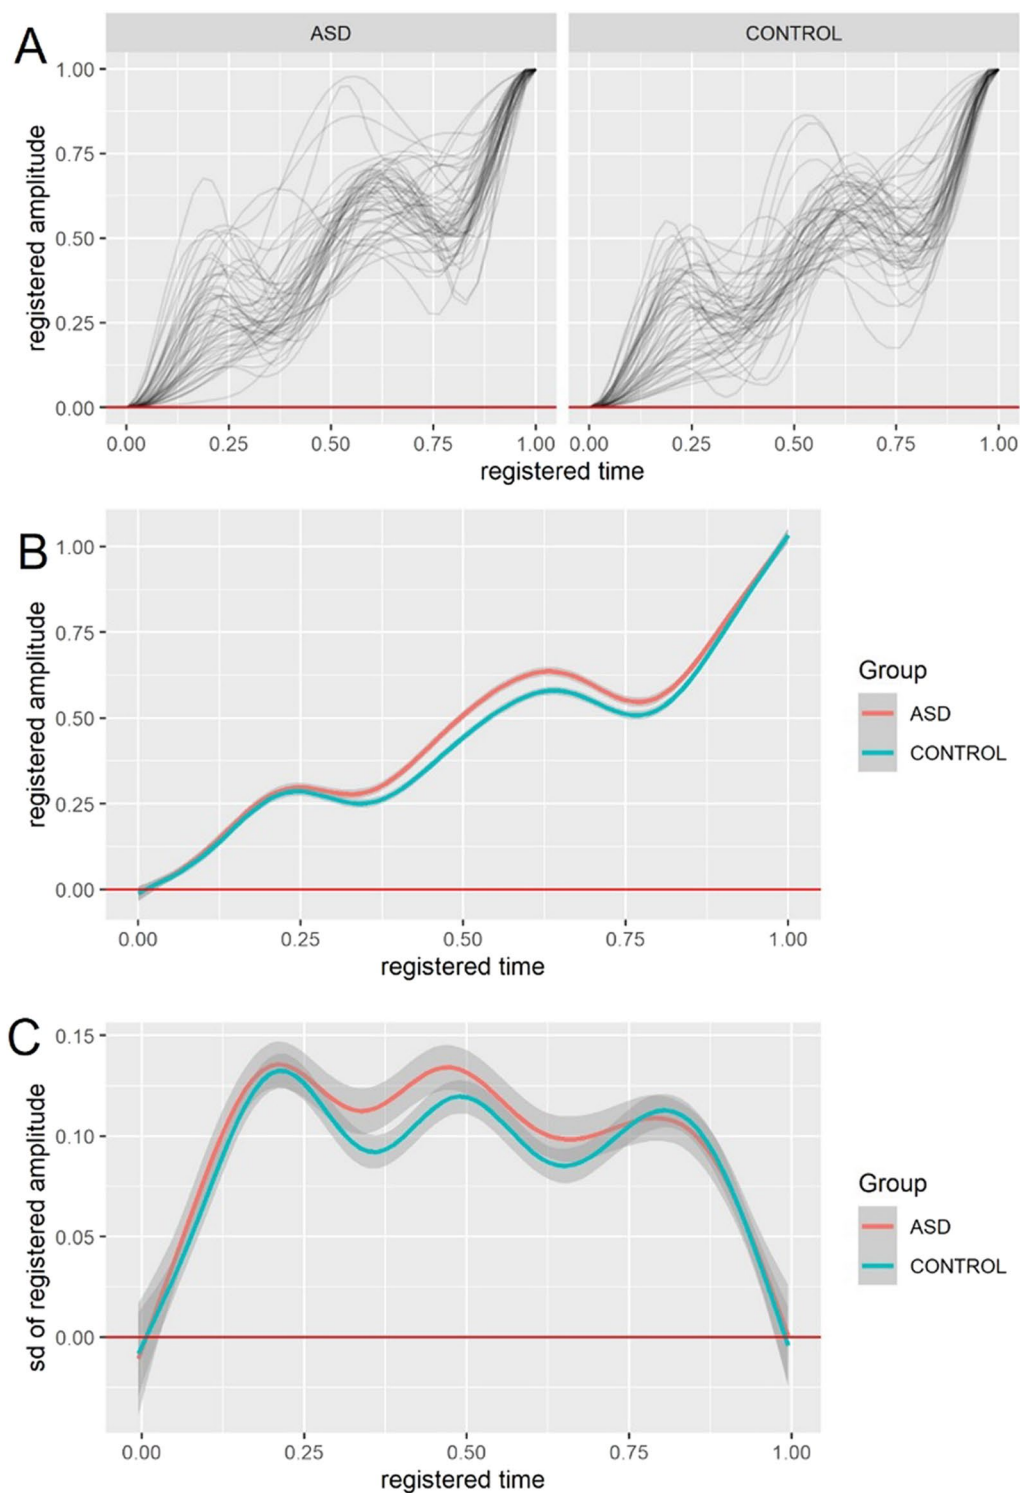 A
ASD CONTROL
registered amplitude
1.00
0.75
0.50
0.25
0.00
0.00 0.25 0.50 0.75 1.00 0.00 0.25 0.50 0.75 1.00
registered time
B
registered amplitude
1.00
0.75
0.50
0.25
0.00
0.00 0.25 0.50 0.75 1.00
registered time
Group
ASD
CONTROL
C
sd of registered amplitude
0.15
0.10
0.05
0.00
0.00 0.25 0.50 0.75 1.00
registered time
Group
ASD
CONTROL